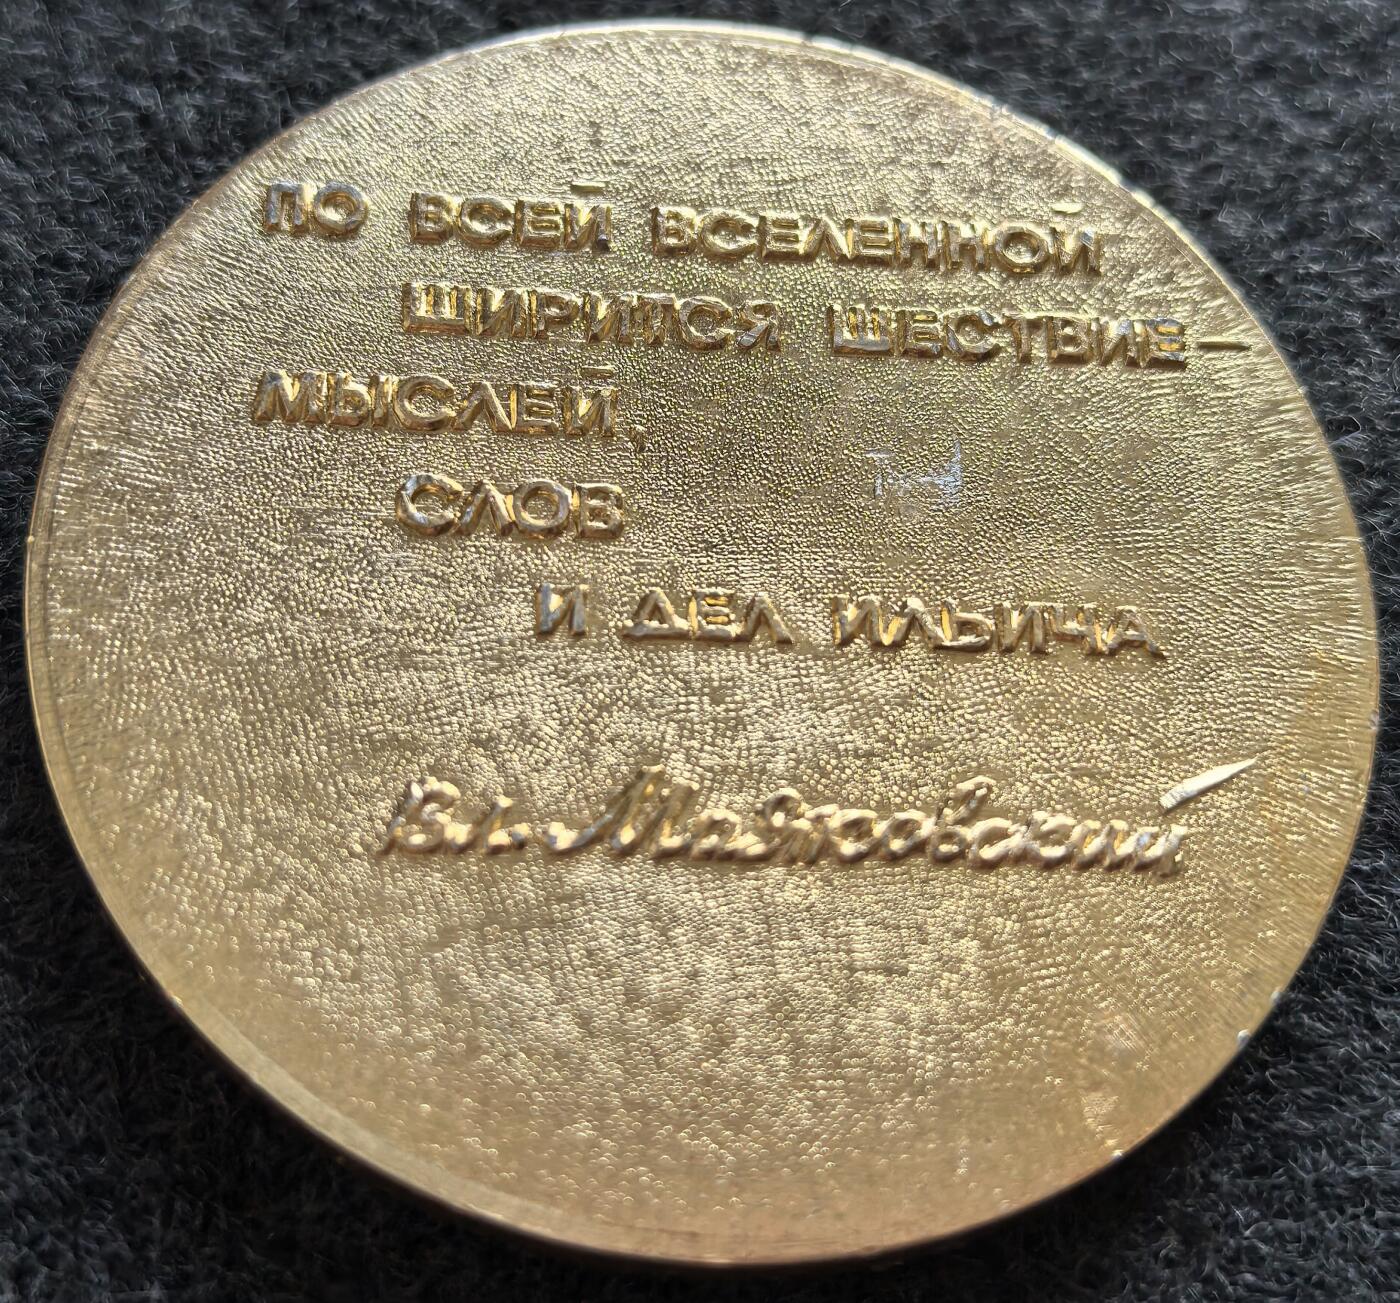 ПО ВСЕЙ ВСЕЛЕННОЙ
ШИРИТСЯ ШЕСТВИЕ–
МЫСЛЕЙ,
СЛОВ
И ДЕЛ ИЛЬИЧА
Вл. Маяковский